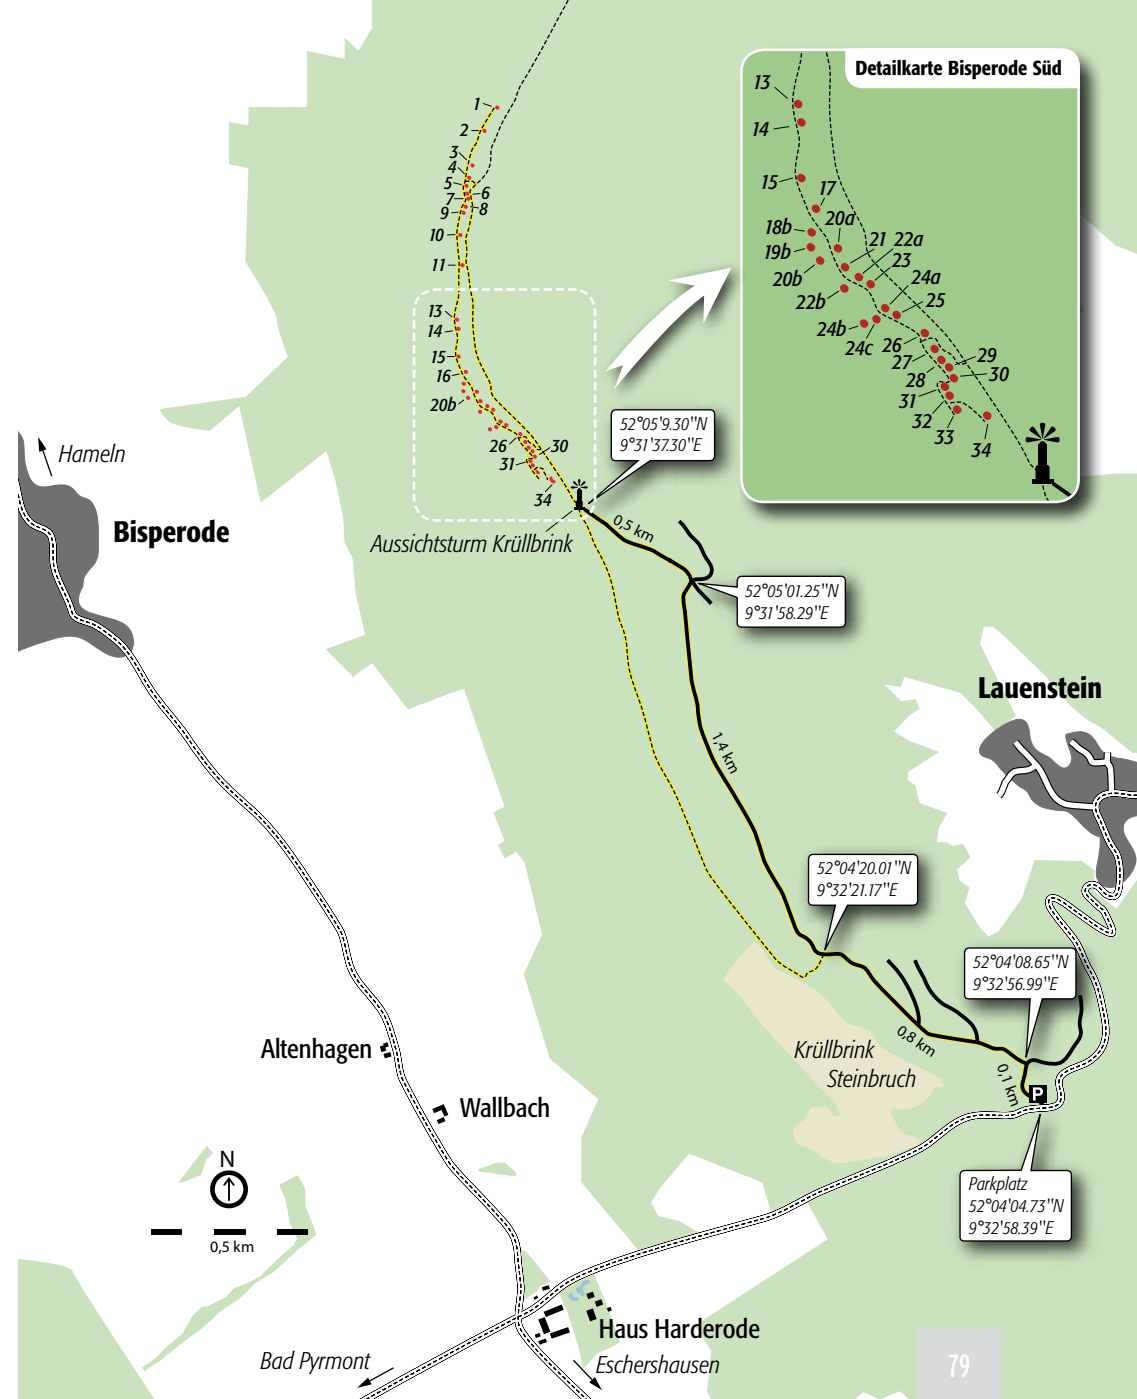 Detailkarte Bisperode Süd
13
14
15
17
18b
20a
19b
21
22a
20b
23
22b
24a
25
24b
24c
26
27
29
28
30
31
32
33
34
1
2
3
4
5
6
7
8
9
10
11
13
14
15
16
20b
26
30
31
34
52°05'9.30"N
9°31'37.30"E
Hameln
Bisperode
Aussichtsturm Krüllbrink
0,5 km
52°05'01.25"N
9°31'58.29"E
Lauenstein
1,4 km
52°04'20.01"N
9°32'21.17"E
52°04'08.65"N
9°32'56.99"E
Krüllbrink
Steinbruch
0,8 km
0,1 km
P
Altenhagen
Wallbach
N
0,5 km
Parkplatz
52°04'04.73"N
9°32'58.39"E
Haus Harderode
Bad Pyrmont
Eschershausen
79